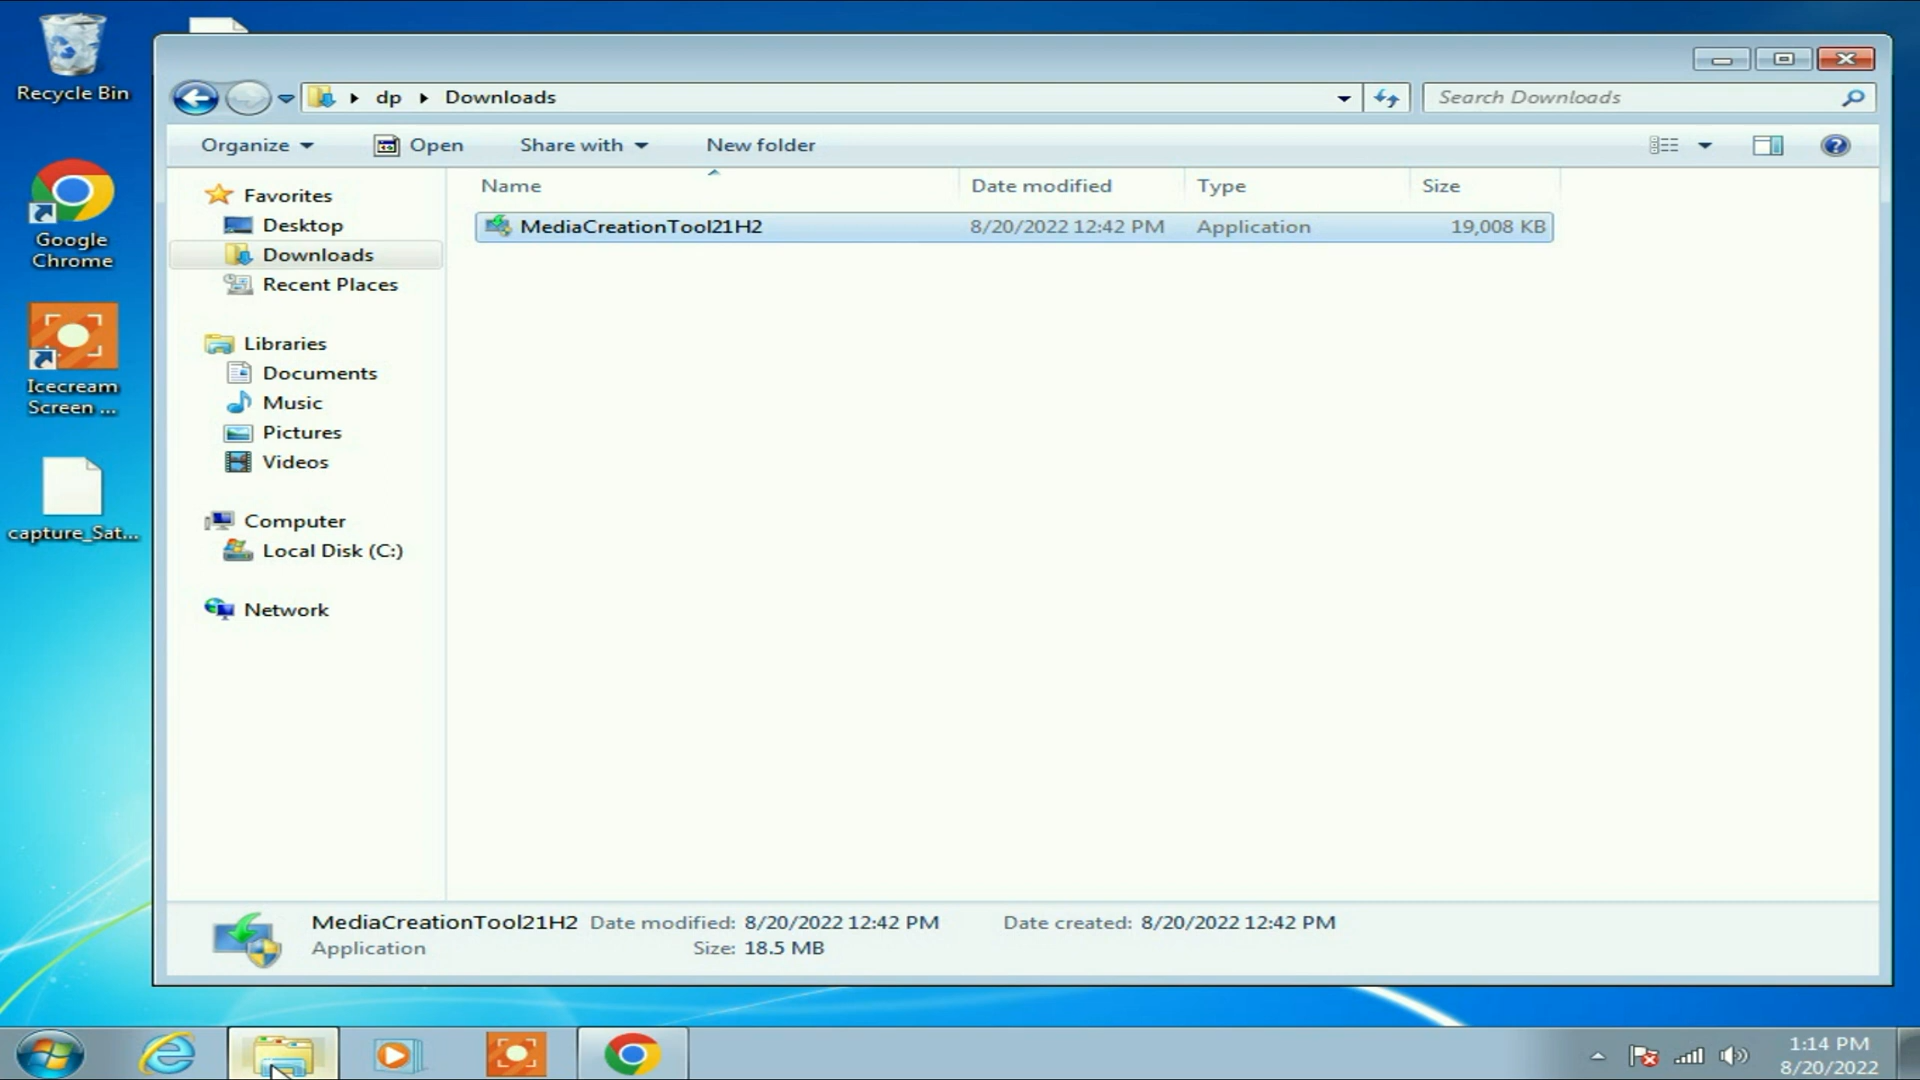 Recycle Bin
Google
Chrome
Icecream
Screen ...
capture_Sat...
dp
Downloads
Search Downloads
Organize
Open
Share with
New folder
Favorites
Desktop
Downloads
Recent Places
Libraries
Documents
Music
Pictures
Videos
Computer
Local Disk (C:)
Network
Name Date modified Type Size
MediaCreationTool21H2 8/20/2022 12:42 PM Application 19,008 KB
MediaCreationTool21H2 Date modified: 8/20/2022 12:42 PM Date created: 8/20/2022 12:42 PM
Application Size: 18.5 MB
1:14 PM
8/20/2022